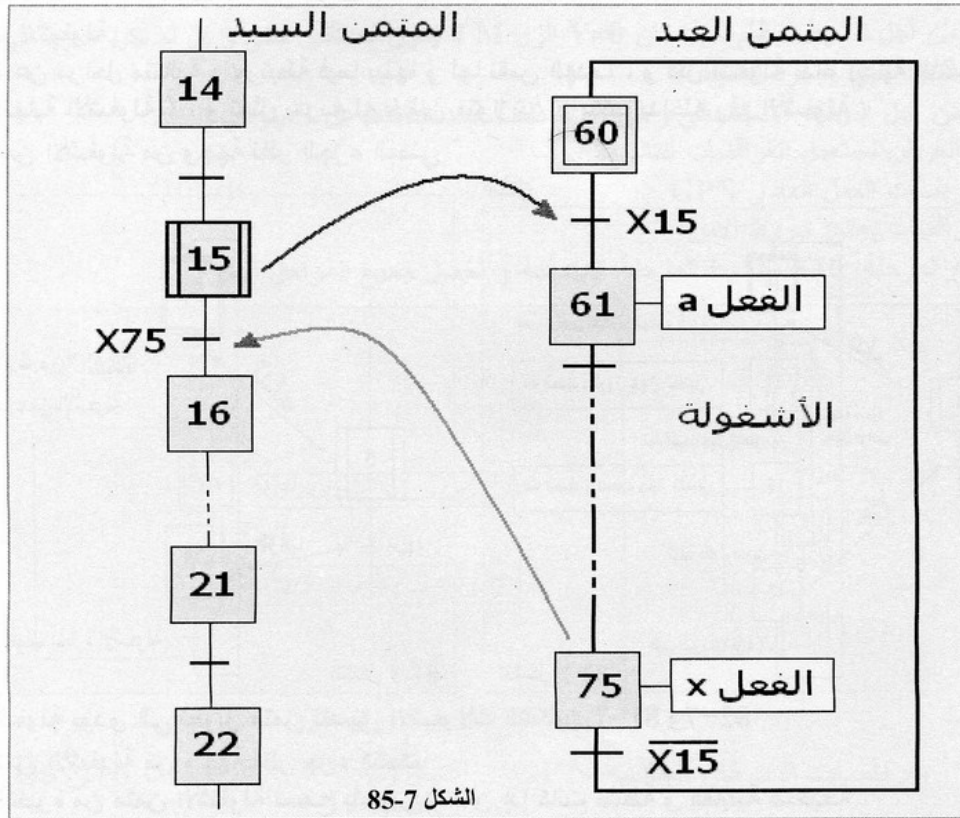 المتمن السيد
المتمن العبد
14
60
X15
15
61
الفعل a
X75
16
الأشغولة
21
75
الفعل x
X15
22
الشكل 7-85